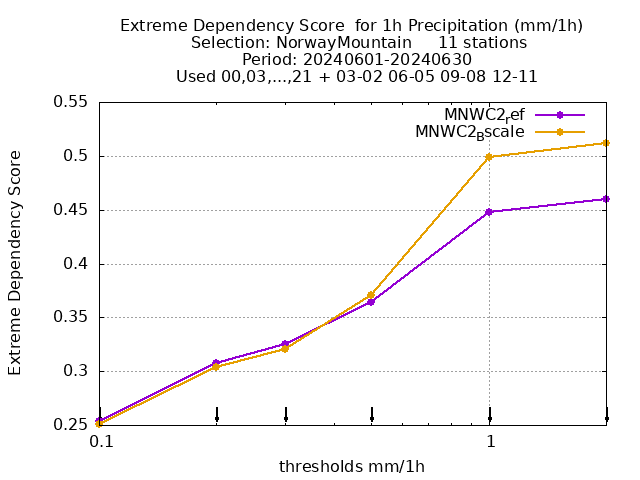 Extreme Dependency Score  for 1h Precipitation (mm/1h)
Selection: NorwayMountain     11 stations
Period: 20240601-20240630
Used 00,03,...,21 + 03-02 06-05 09-08 12-11
MNWC2ref
MNWC2Bscale
0.55
0.5
0.45
0.4
0.35
0.3
0.25
Extreme Dependency Score
0.1
1
thresholds mm/1h